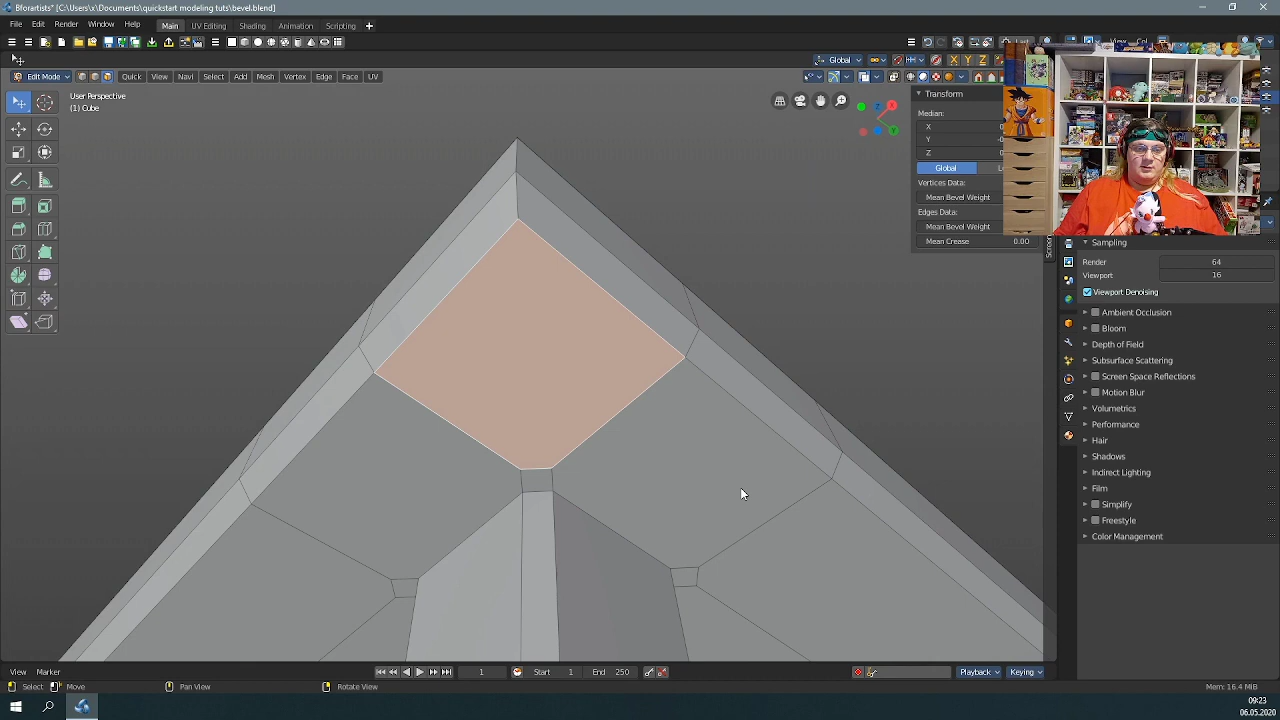 Bforartists* [C:\Users\x\Documents\quickstart modeling tuts\bevel.blend]
File Edit Render Window Help Main UV Editing Shading Animation Scripting
Global
Edit Mode Quick View Navi Select Add Mesh Vertex Edge Face UV
User Perspective
(1) Cube
Transform
Median:
X
Y
Z
Global
Vertices Data:
Mean Bevel Weight
Edges Data:
Mean Bevel Weight
Mean Crease 0.00
Sampling
Render 64
Viewport 16
Viewport Denoising
Ambient Occlusion
Bloom
Depth of Field
Subsurface Scattering
Screen Space Reflections
Motion Blur
Volumetrics
Performance
Hair
Shadows
Indirect Lighting
Film
Simplify
Freestyle
Color Management
View Marker 1 Start 1 End 250 Playback Keying
Select Move Pan View Rotate View Mem: 16.4 MiB
09:23
06.05.2020